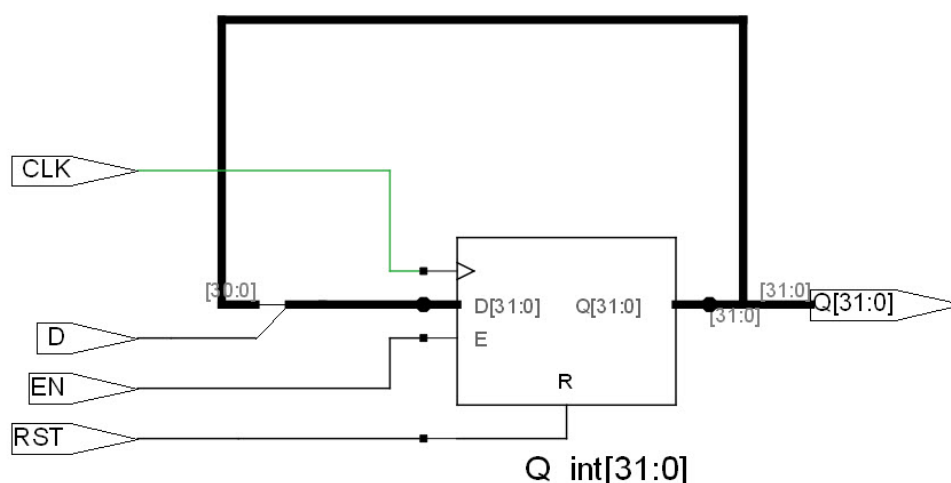 CLK
[30:0]
D[31:0]
Q[31:0]
[31:0]
[31:0]
Q[31:0]
D
E
EN
R
RST
Q int[31:0]